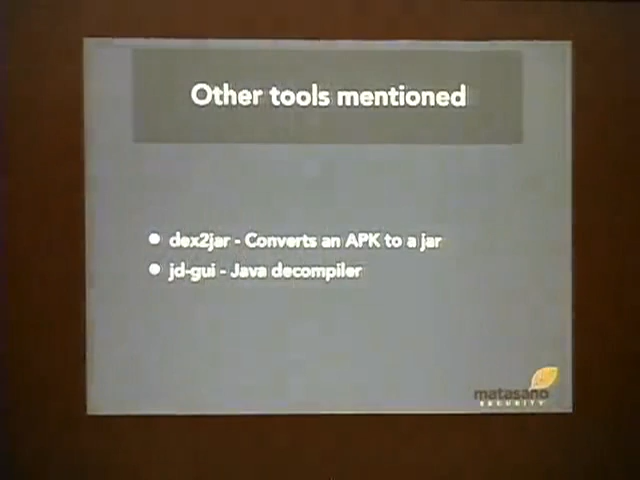 Other tools mentioned
dex2jar - Converts an APK to a jar
jd-gui - Java decompiler
matasano
SECURITY